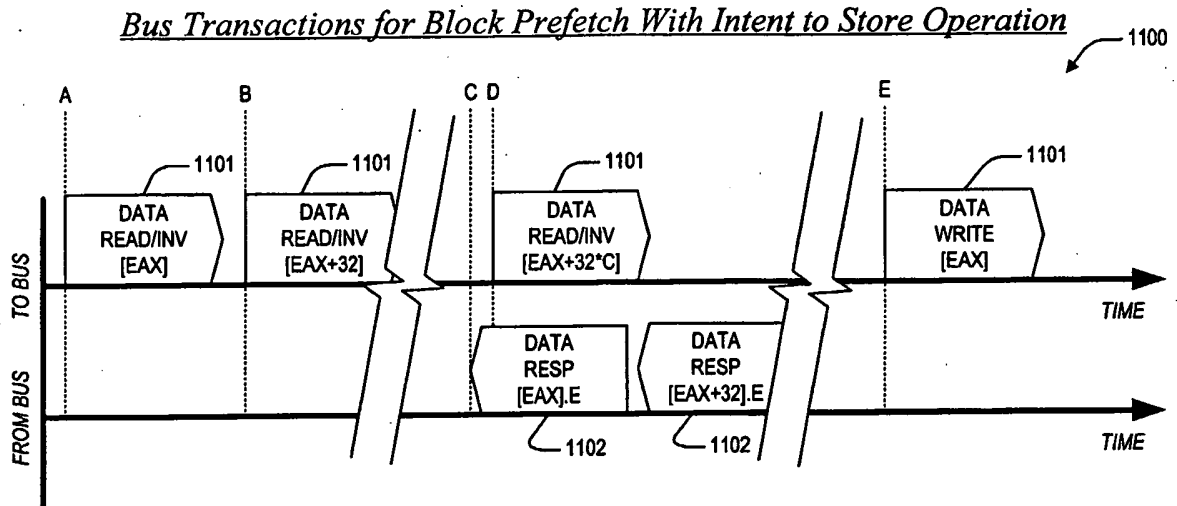 Bus Transactions for Block Prefetch With Intent to Store Operation
1100
A
B
C
D
E
1101
1101
1101
1101
DATA
READ/INV
[EAX]
DATA
READ/INV
[EAX+32]
DATA
READ/INV
[EAX+32*C]
DATA
WRITE
[EAX]
TO BUS
TIME
DATA
RESP
[EAX].E
DATA
RESP
[EAX+32].E
FROM BUS
TIME
1102
1102